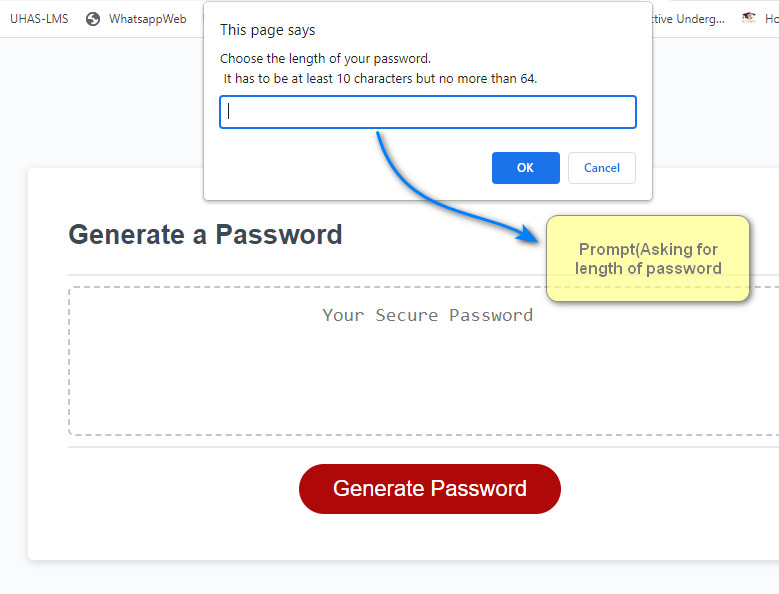 UHAS-LMS WhatsappWeb ctive Underg... Ho
This page says
Choose the length of your password.
It has to be at least 10 characters but no more than 64.
OK Cancel
Generate a Password
Prompt(Asking for
length of password
Your Secure Password
Generate Password